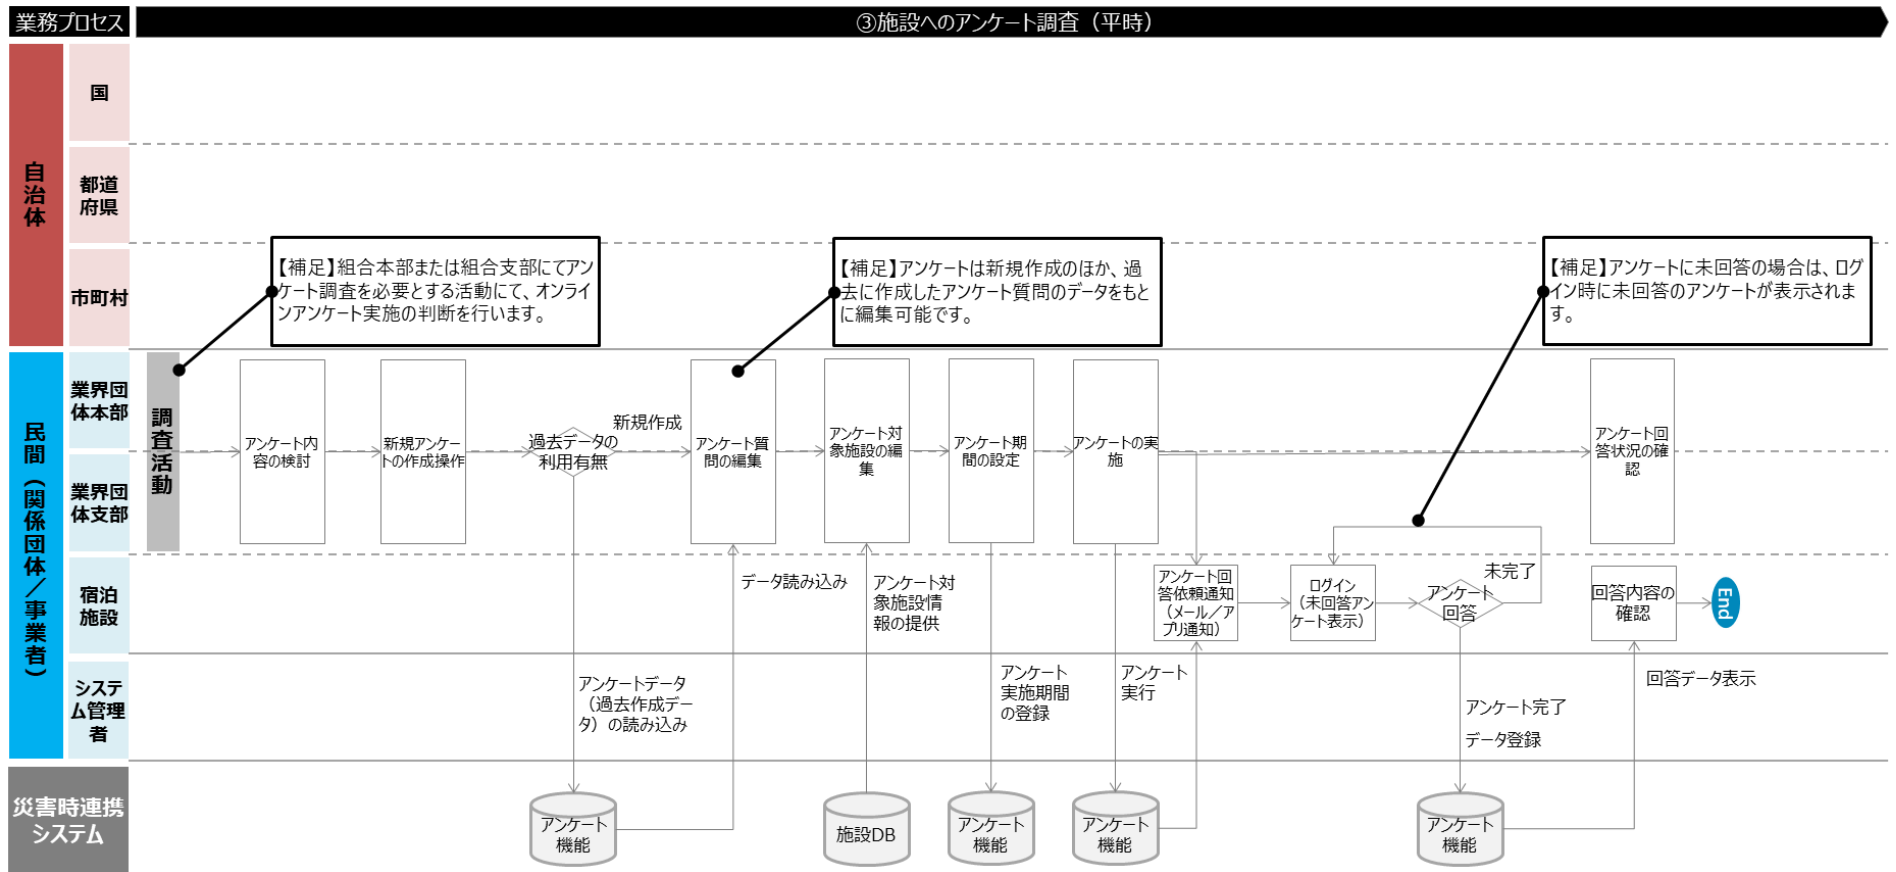 業務プロセス
③施設へのアンケート調査（平時）
自治体
国
都道
府県
市町村
【補足】組合本部または組合支部にてアン
ケート調査を必要とする活動にて、オンライ
ンアンケート実施の判断を行います。
【補足】アンケートは新規作成のほか、過
去に作成したアンケート質問のデータをもと
に編集可能です。
【補足】アンケートに未回答の場合は、ログ
イン時に未回答のアンケートが表示されま
す。
民間（関係団体／事業者）
業界団
体本部
業界団
体支部
調査活動
アンケート内
容の検討
新規アンケー
トの作成操作
過去データの
利用有無
新規作成
アンケート質
問の編集
アンケート対
象施設の編
集
アンケート期
間の設定
アンケートの実
施
アンケート回
答状況の確
認
宿泊
施設
データ読み込み
アンケート対
象施設情
報の提供
アンケート回
答依頼通知
（メール／ア
プリ通知）
ログイン
（未回答アン
ケート表示）
アンケート
回答
未完了
回答内容の
確認
End
システ
ム管理
者
アンケートデータ
（過去作成デー
タ）の読み込み
アンケート
実施期間
の登録
アンケート
実行
アンケート完了
データ登録
回答データ表示
災害時連携
システム
アンケート
機能
施設DB
アンケート
機能
アンケート
機能
アンケート
機能